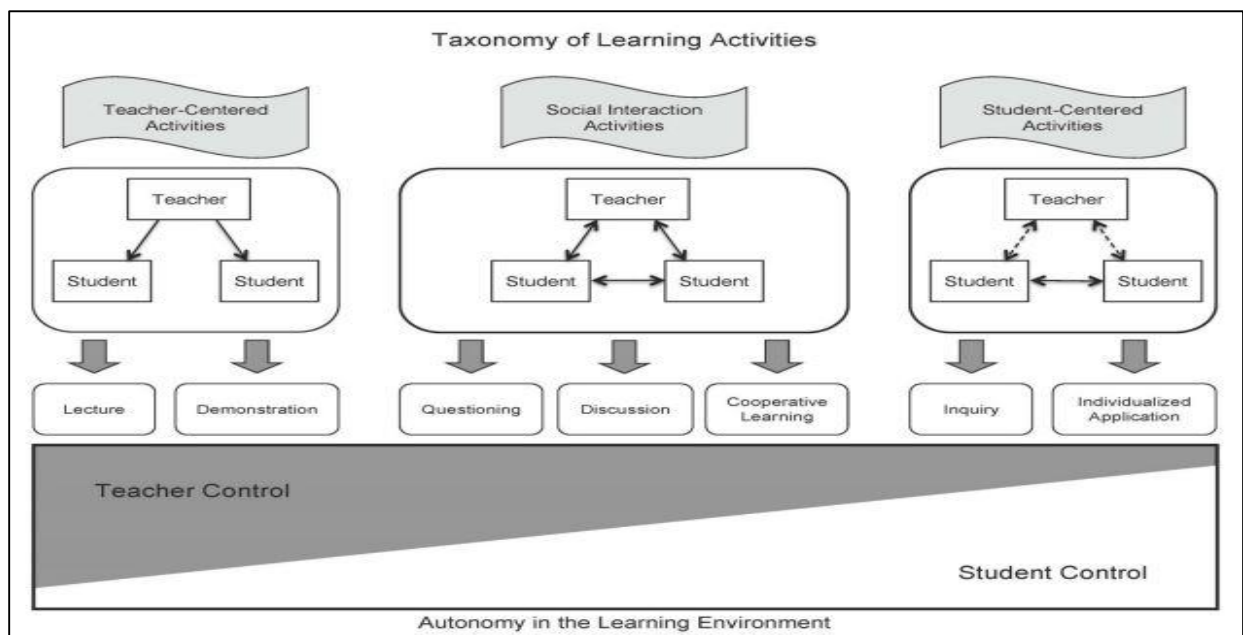 Taxonomy of Learning Activities
Teacher-Centered
Activities
Social Interaction
Activities
Student-Centered
Activities
Teacher
Student
Student
Teacher
Student
Student
Teacher
Student
Student
Lecture
Demonstration
Questioning
Discussion
Cooperative
Learning
Inquiry
Individualized
Application
Teacher Control
Student Control
Autonomy in the Learning Environment